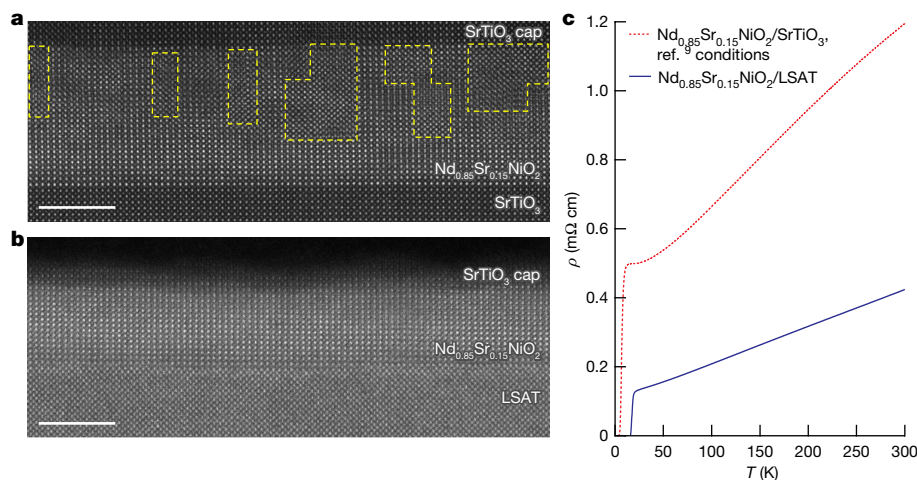 a
SrTiO₃ cap
Nd₀.₈₅Sr₀.₁₅NiO₂
SrTiO₃
b
SrTiO₃ cap
Nd₀.₈₅Sr₀.₁₅NiO₂
LSAT
c
Nd₀.₈₅Sr₀.₁₅NiO₂/SrTiO₃,
ref. ⁹ conditions
Nd₀.₈₅Sr₀.₁₅NiO₂/LSAT
ρ (mΩ cm)
1.2
1.0
0.8
0.6
0.4
0.2
0
0 50 100 150 200 250 300
T (K)